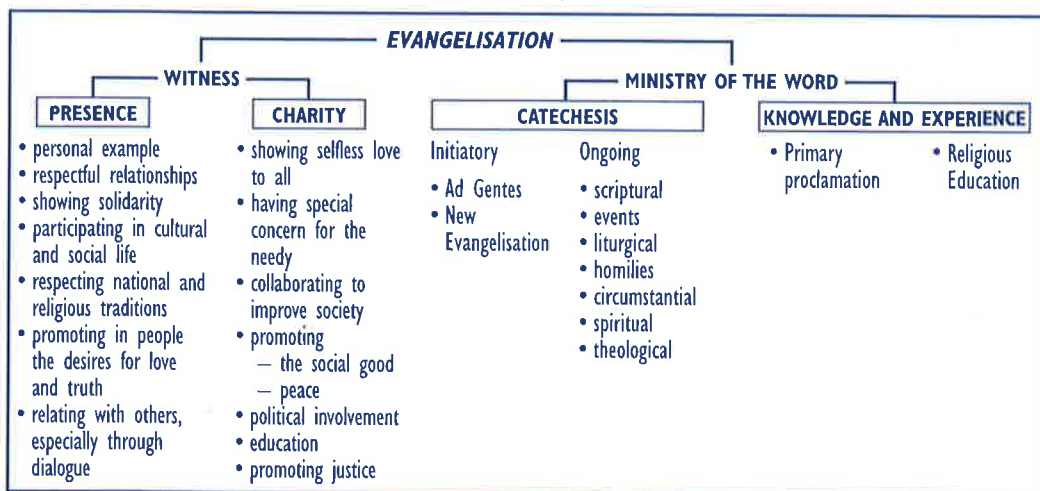 EVANGELISATION
WITNESS
PRESENCE
• personal example
• respectful relationships
• showing solidarity
• participating in cultural
and social life
• respecting national and
religious traditions
• promoting in people
the desires for love
and truth
• relating with others,
especially through
dialogue
CHARITY
• showing selfless love
to all
• having special
concern for the
needy
• collaborating to
improve society
• promoting
– the social good
– peace
• political involvement
• education
• promoting justice
MINISTRY OF THE WORD
CATECHESIS
Initiatory
• Ad Gentes
• New
Evangelisation
Ongoing
• scriptural
• events
• liturgical
• homilies
• circumstantial
• spiritual
• theological
KNOWLEDGE AND EXPERIENCE
• Primary
proclamation
• Religious
Education